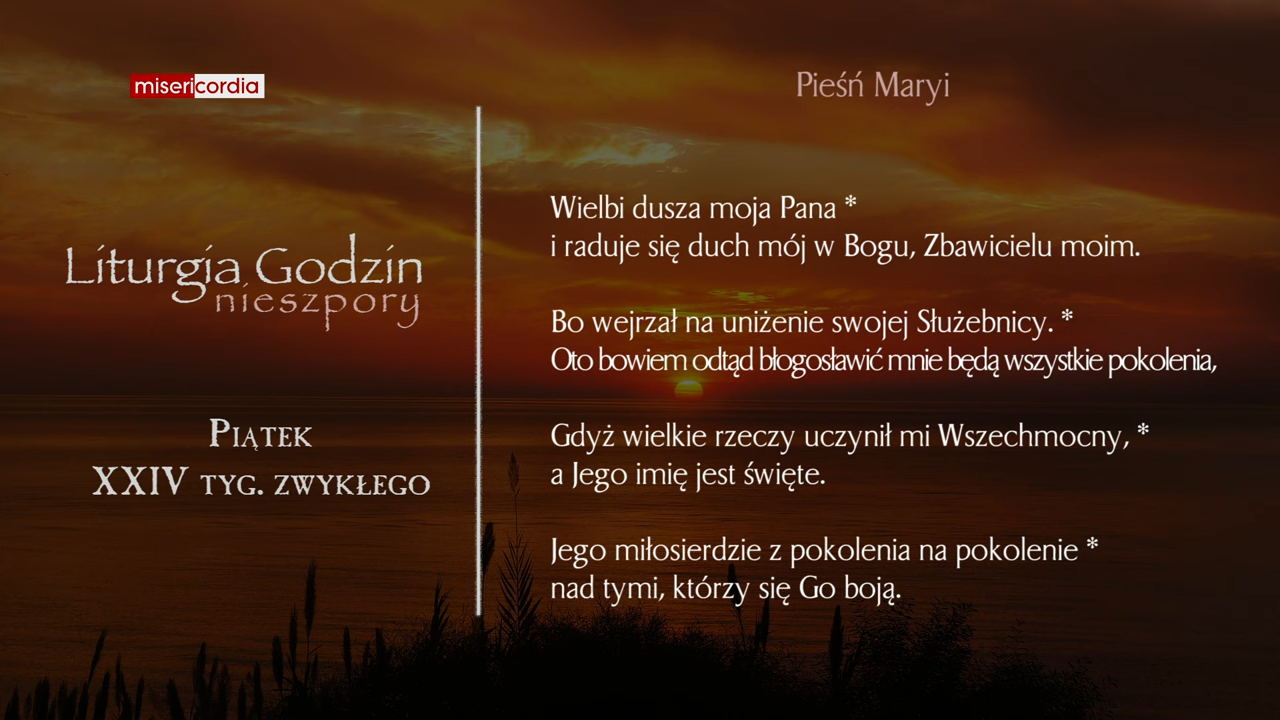 misericordia
Liturgia Godzin
nieszpory
Piątek
XXIV tyg. zwykłego
Pieśń Maryi
Wielbi dusza moja Pana *
i raduje się duch mój w Bogu, Zbawicielu moim.
Bo wejrzał na uniżenie swojej Służebnicy. *
Oto bowiem odtąd błogosławić mnie będą wszystkie pokolenia,
Gdyż wielkie rzeczy uczynił mi Wszechmocny, *
a Jego imię jest święte.
Jego miłosierdzie z pokolenia na pokolenie *
nad tymi, którzy się Go boją.